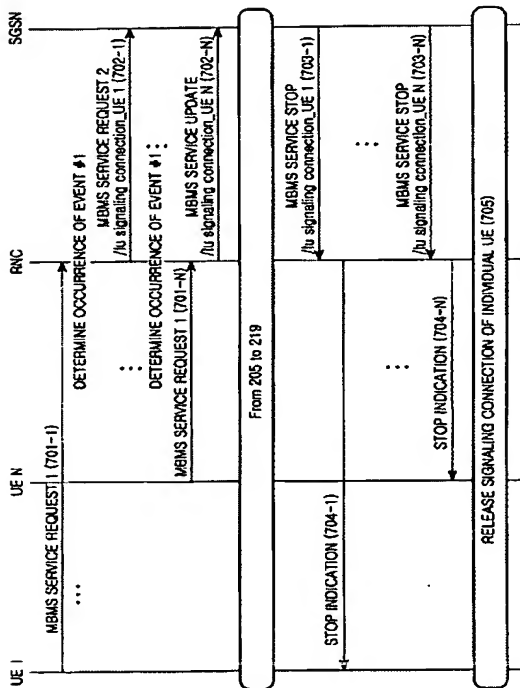 UE 1
UE N
RNC
SGSN
MBMS SERVICE REQUEST 1 (701-1)
DETERMINE OCCURRENCE OF EVENT #1
MBMS SERVICE REQUEST 2
/Iu signaling connection_UE 1 (702-1)
MBMS SERVICE REQUEST 1 (701-N)
DETERMINE OCCURRENCE OF EVENT #1
MBMS SERVICE UPDATE
/Iu signaling connection_UE N (702-N)
From 205 to 219
MBMS SERVICE STOP
/Iu signaling connection_UE 1 (703-1)
STOP INDICATION (704-1)
MBMS SERVICE STOP
/Iu signaling connection_UE N (703-N)
STOP INDICATION (704-N)
RELEASE SIGNALING CONNECTION OF INDIVIDUAL UE (705)